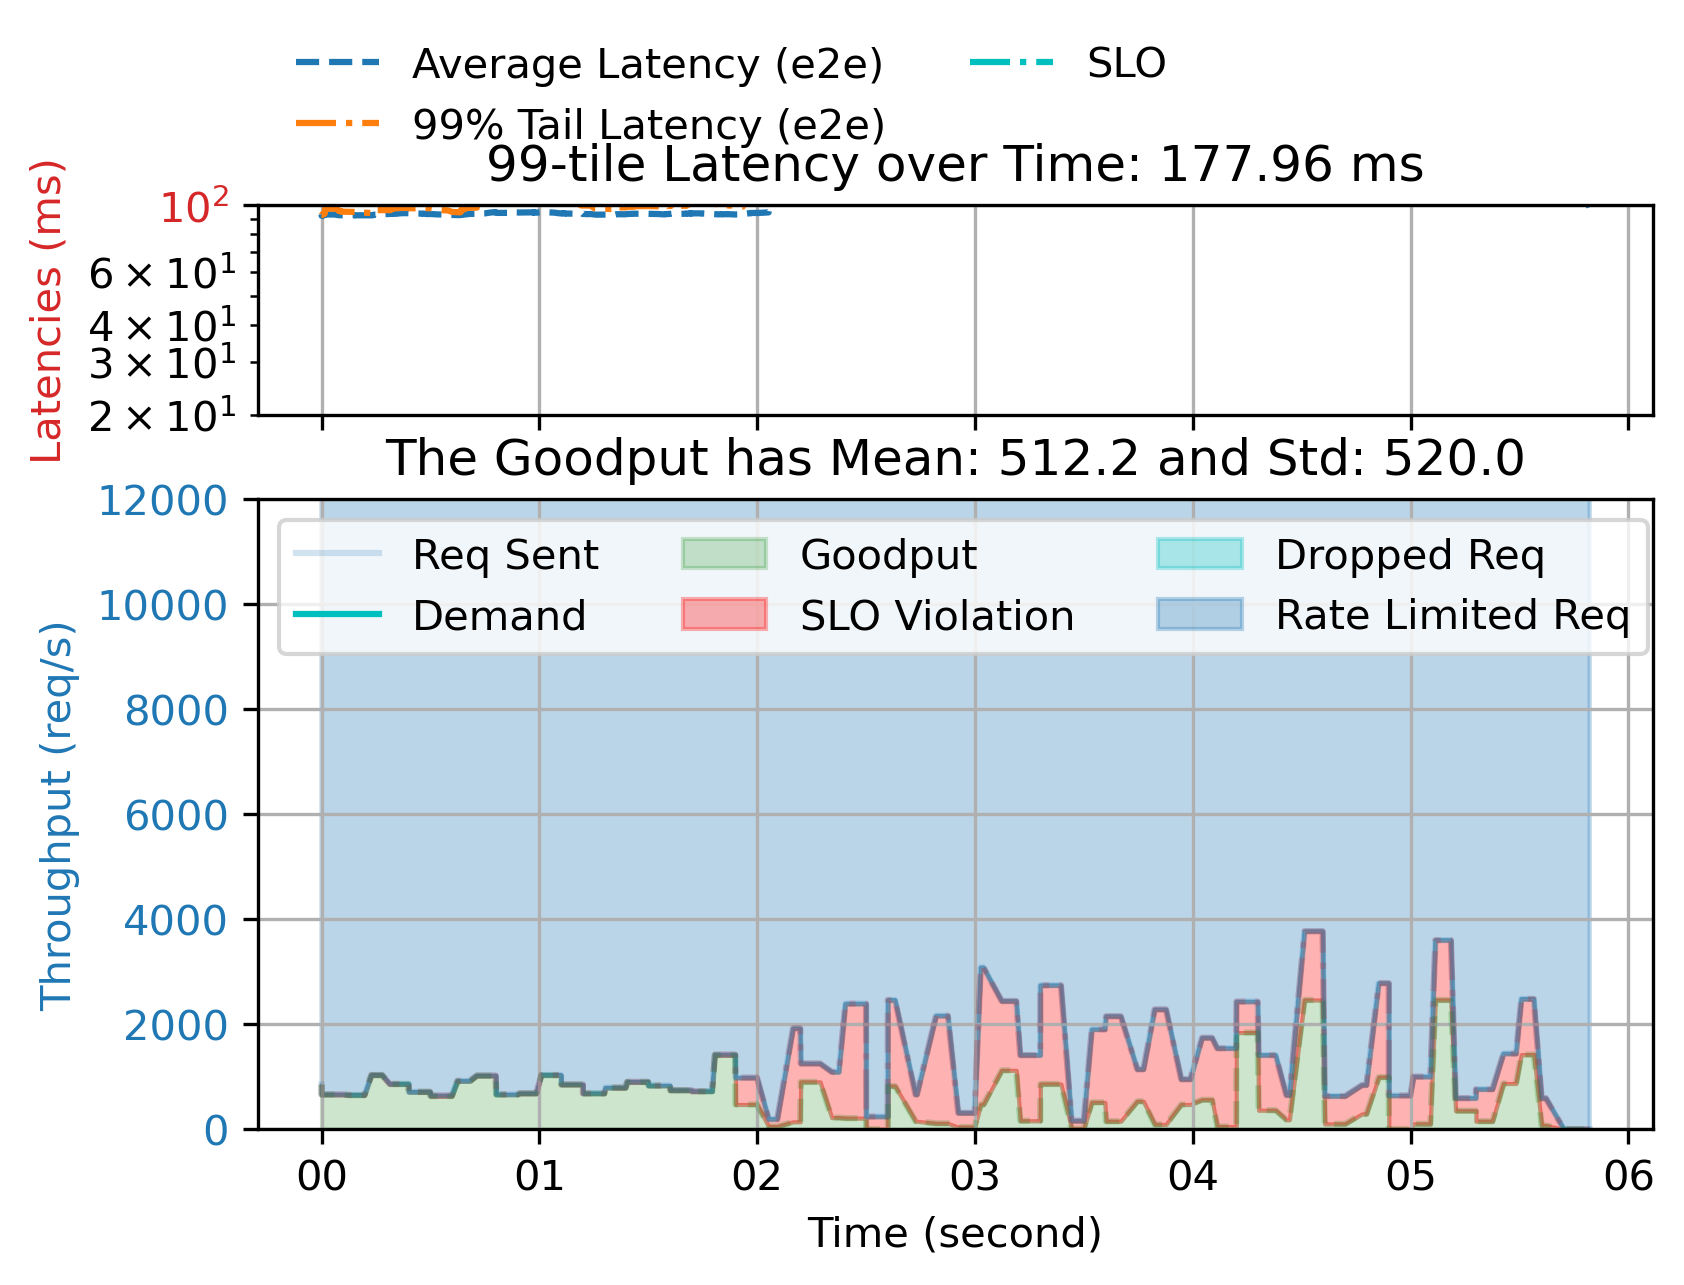 Average Latency (e2e) SLO
99% Tail Latency (e2e)
99-tile Latency over Time: 177.96 ms
Latencies (ms)
10²
6 × 10¹
4 × 10¹
3 × 10¹
2 × 10¹
The Goodput has Mean: 512.2 and Std: 520.0
Throughput (req/s)
12000
10000
8000
6000
4000
2000
0
Req Sent Goodput Dropped Req
Demand SLO Violation Rate Limited Req
00 01 02 03 04 05 06
Time (second)